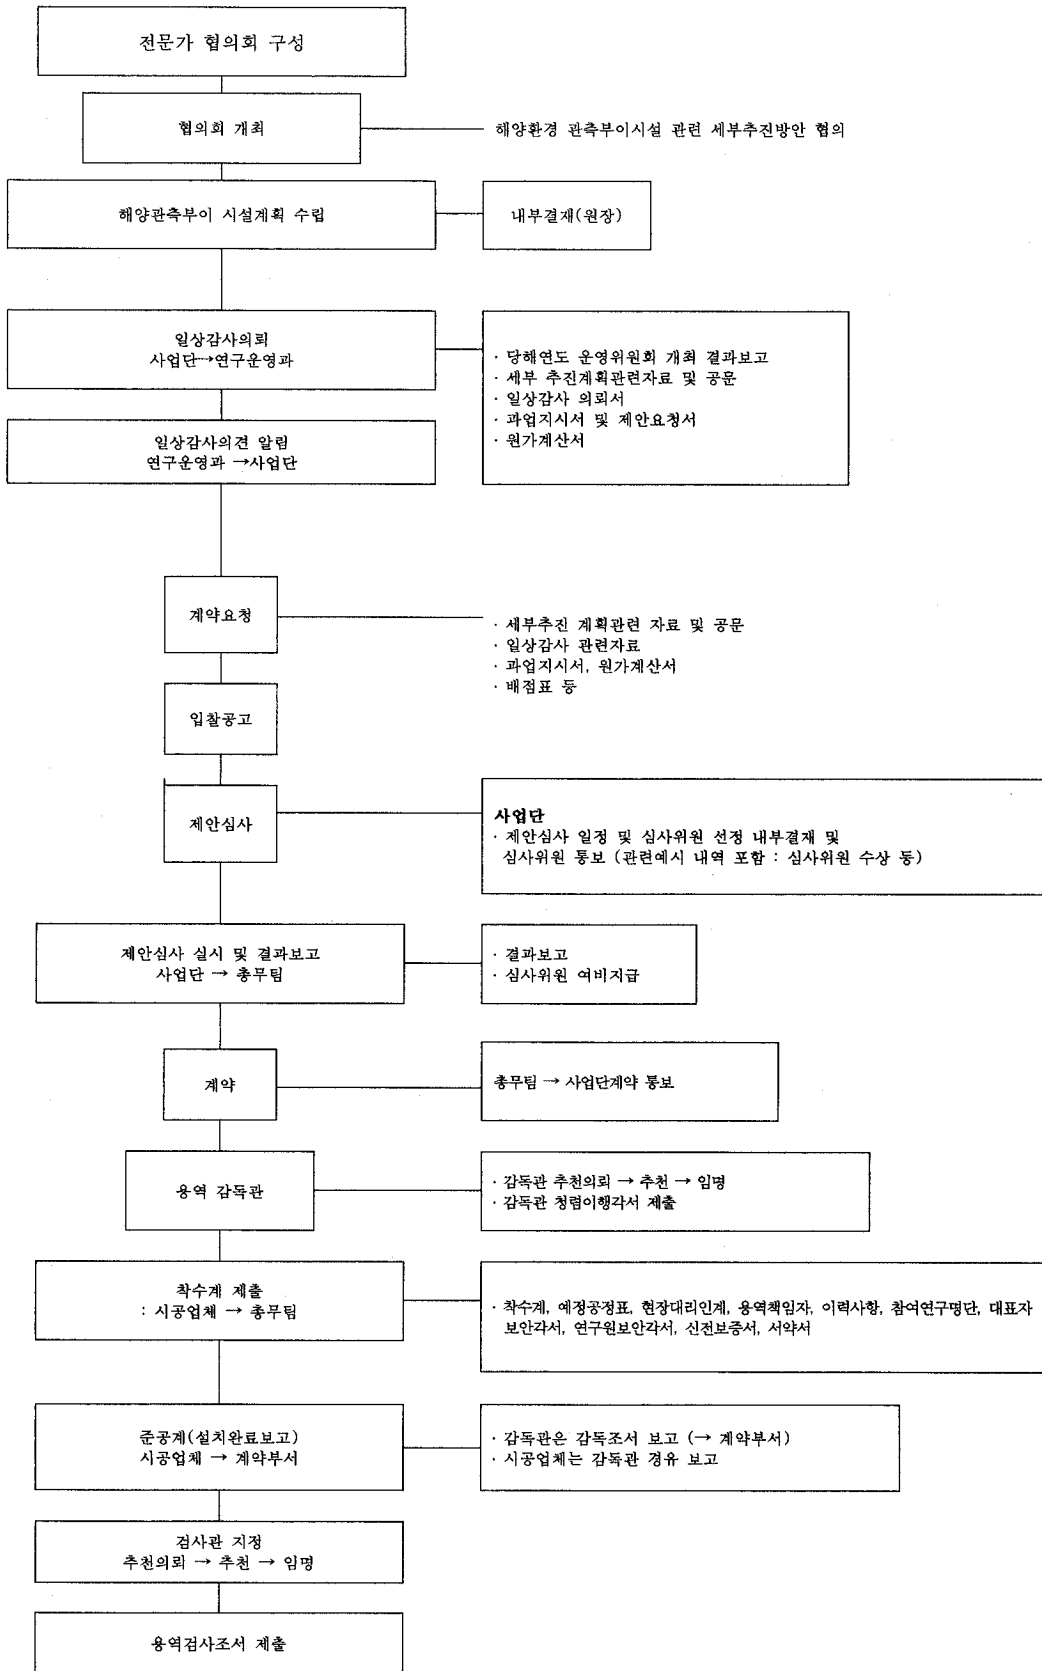 전문가 협의회 구성
협의회 개최
해양환경 관측부이시설 관련 세부추진방안 협의
해양관측부이 시설계획 수립
내부결재(원장)
일상감사의뢰
사업단→연구운영과
· 당해연도 운영위원회 개최 결과보고
· 세부 추진계획관련자료 및 공문
· 일상감사 의뢰서
· 과업지시서 및 제안요청서
· 원가계산서
일상감사의견 알림
연구운영과 →사업단
계약요청
· 세부추진 계획관련 자료 및 공문
· 일상감사 관련자료
· 과업지시서, 원가계산서
· 배점표 등
입찰공고
제안심사
사업단
· 제안심사 일정 및 심사위원 선정 내부결재 및
심사위원 통보 (관련예시 내역 포함 : 심사위원 수상 등)
제안심사 실시 및 결과보고
사업단 → 총무팀
· 결과보고
· 심사위원 여비지급
계약
총무팀 → 사업단계약 통보
용역 감독관
· 감독관 추천의뢰 → 추천 → 임명
· 감독관 청렴이행각서 제출
착수계 제출
: 시공업체 → 총무팀
· 착수계, 예정공정표, 현장대리인계, 용역책임자, 이력사항, 참여연구명단, 대표자
보안각서, 연구원보안각서, 신전보증서, 서약서
준공계(설치완료보고)
시공업체 → 계약부서
· 감독관은 감독조서 보고 (→ 계약부서)
· 시공업체는 감독관 경유 보고
검사관 지정
추천의뢰 → 추천 → 임명
용역검사조서 제출